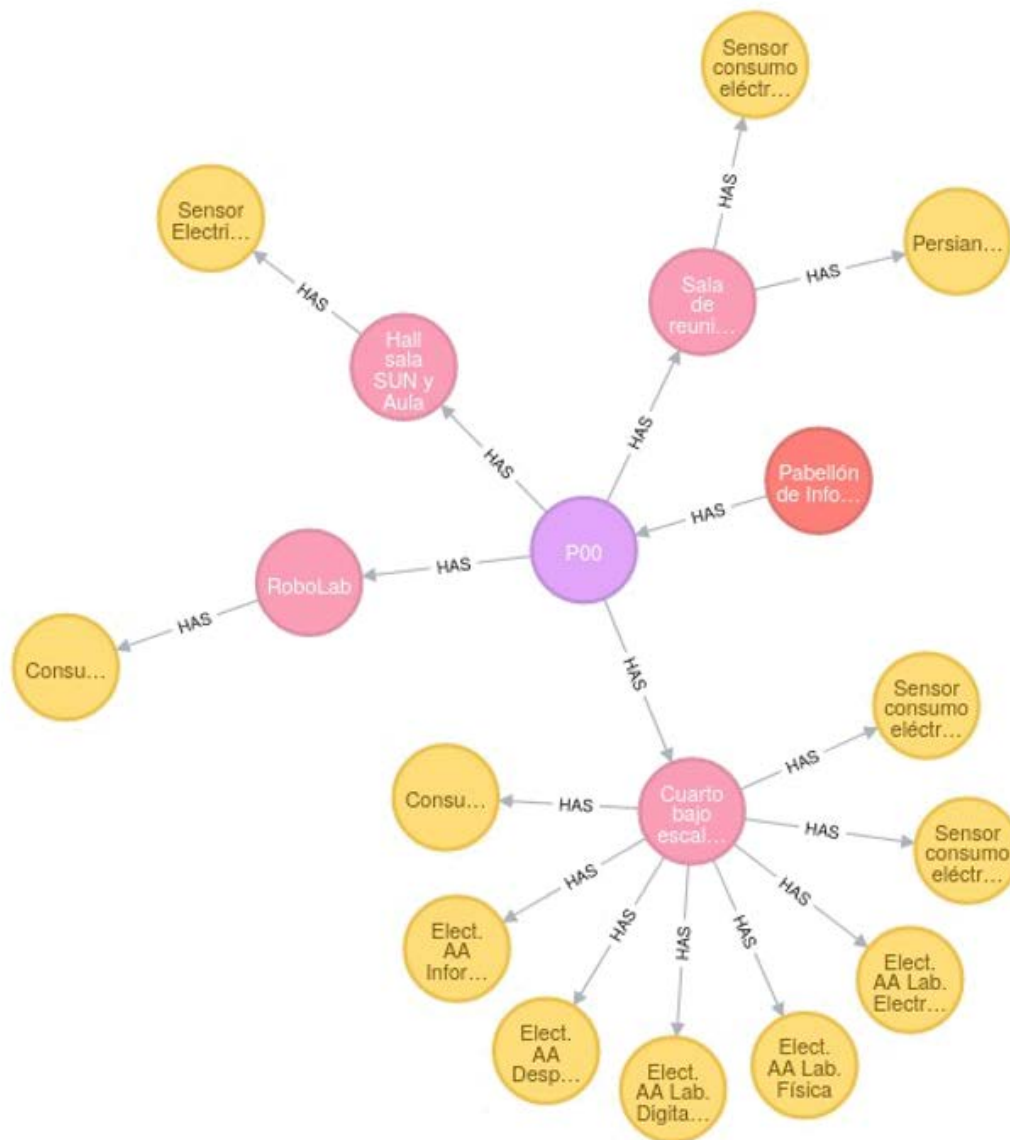 Sensor
consumo
eléctr…
HAS
Sensor
Electri…
HAS
Persian…
HAS
Sala
de
reuni…
Hall
sala
SUN y
Aula
HAS
HAS
Pabellón
de Info…
HAS
P00
HAS
RoboLab
HAS
Consu…
HAS
Sensor
consumo
eléctr…
HAS
Cuarto
bajo
escal…
Consu…
HAS
HAS
Sensor
consumo
eléctr…
HAS
HAS
HAS
HAS
HAS
Elect.
AA
Infor…
Elect.
AA Lab.
Electr…
Elect.
AA
Desp…
Elect.
AA Lab.
Digita…
Elect.
AA Lab.
Física